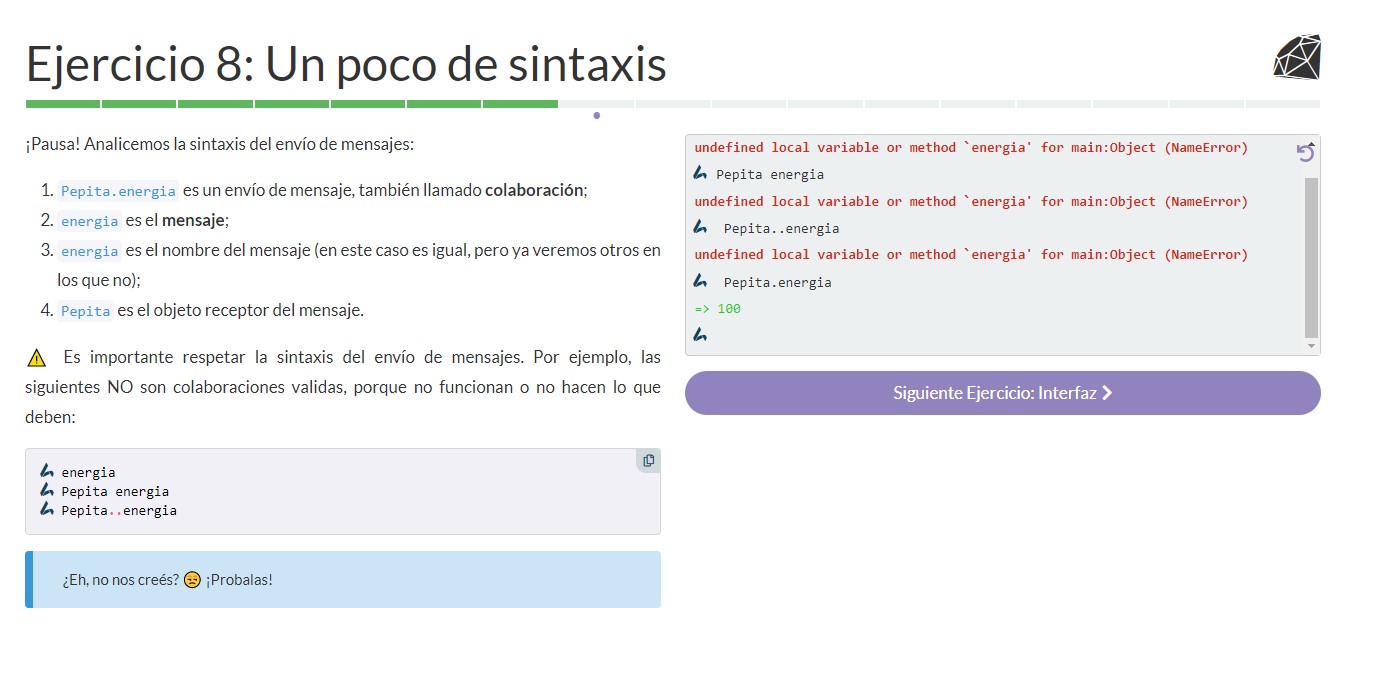 Ejercicio 8: Un poco de sintaxis
¡Pausa! Analicemos la sintaxis del envío de mensajes:
1. Pepita.energia es un envío de mensaje, también llamado colaboración;
2. energia es el mensaje;
3. energia es el nombre del mensaje (en este caso es igual, pero ya veremos otros en
los que no);
4. Pepita es el objeto receptor del mensaje.
⚠️ Es importante respetar la sintaxis del envío de mensajes. Por ejemplo, las
siguientes NO son colaboraciones validas, porque no funcionan o no hacen lo que
deben:
energia
Pepita energia
Pepita..energia
¿Eh, no nos creés? 😒 ¡Probalas!
undefined local variable or method `energia' for main:Object (NameError)
Pepita energia
undefined local variable or method `energia' for main:Object (NameError)
Pepita..energia
undefined local variable or method `energia' for main:Object (NameError)
Pepita.energia
=> 100
Siguiente Ejercicio: Interfaz